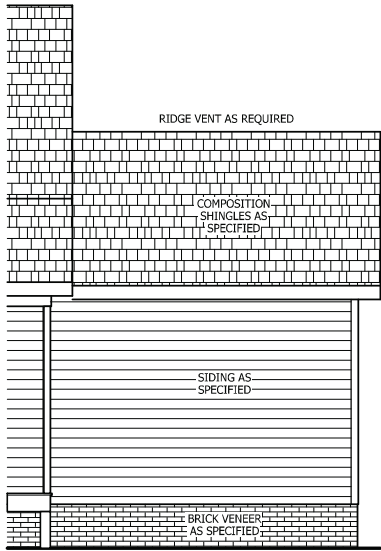 RIDGE VENT AS REQUIRED
COMPOSITION
SHINGLES AS
SPECIFIED
SIDING AS
SPECIFIED
BRICK VENEER
AS SPECIFIED